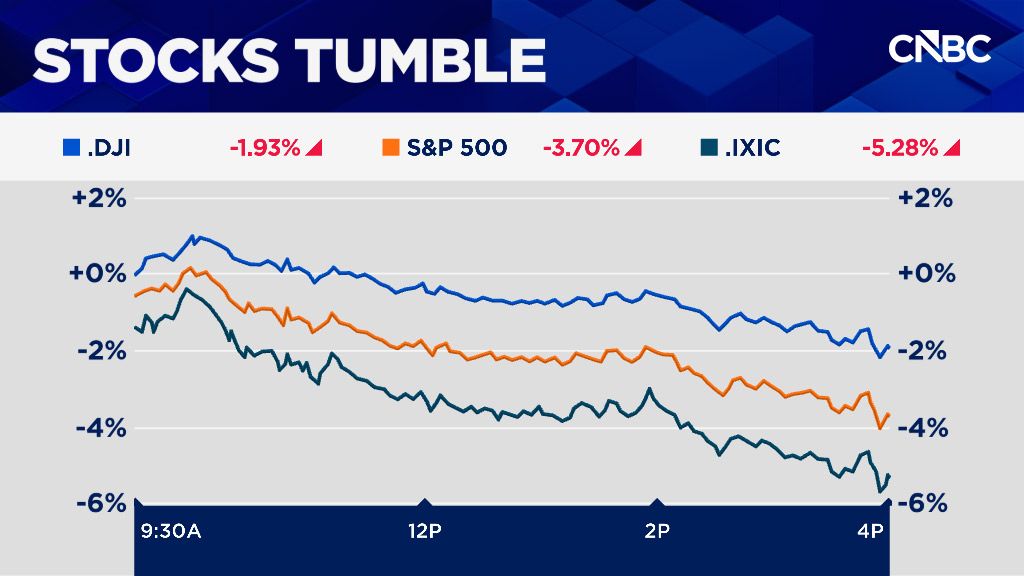 STOCKS TUMBLE
CNBC
.DJI -1.93% S&P 500 -3.70% .IXIC -5.28%
+2% +2%
+0% +0%
-2% -2%
-4% -4%
-6% -6%
9:30A 12P 2P 4P